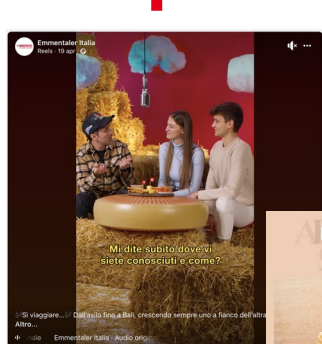 Emmentaler Italia
Reels · 19 apr ·
Mi dite subito dove vi
siete conosciuti e come?
Si viaggiare... Dall'asilo fino a Bali, crescendo sempre uno a fianco dell'altra
Altro...
Emmentaler Italia · Audio